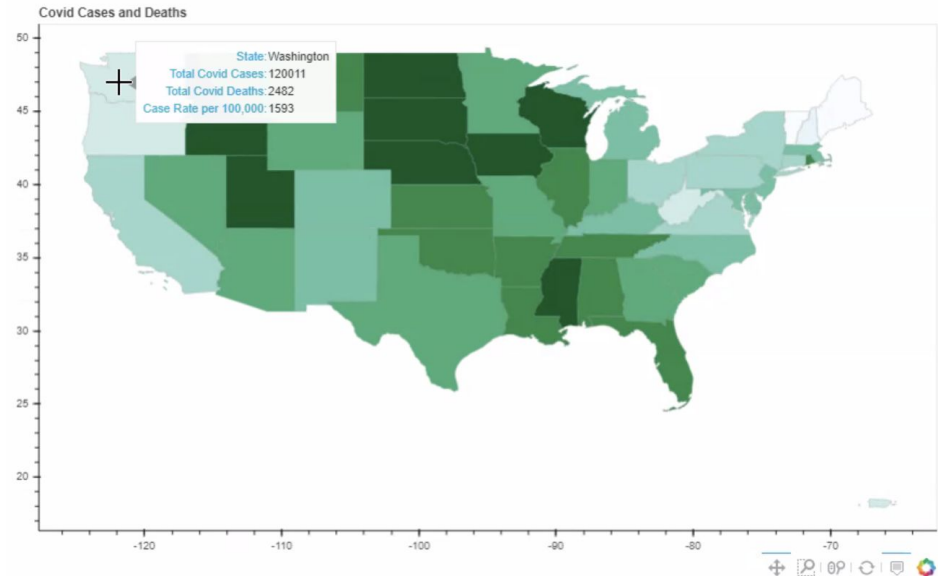 Covid Cases and Deaths
State: Washington
Total Covid Cases: 120011
Total Covid Deaths: 2482
Case Rate per 100,000: 1593
50
45
40
35
30
25
20
-120
-110
-100
-90
-80
-70